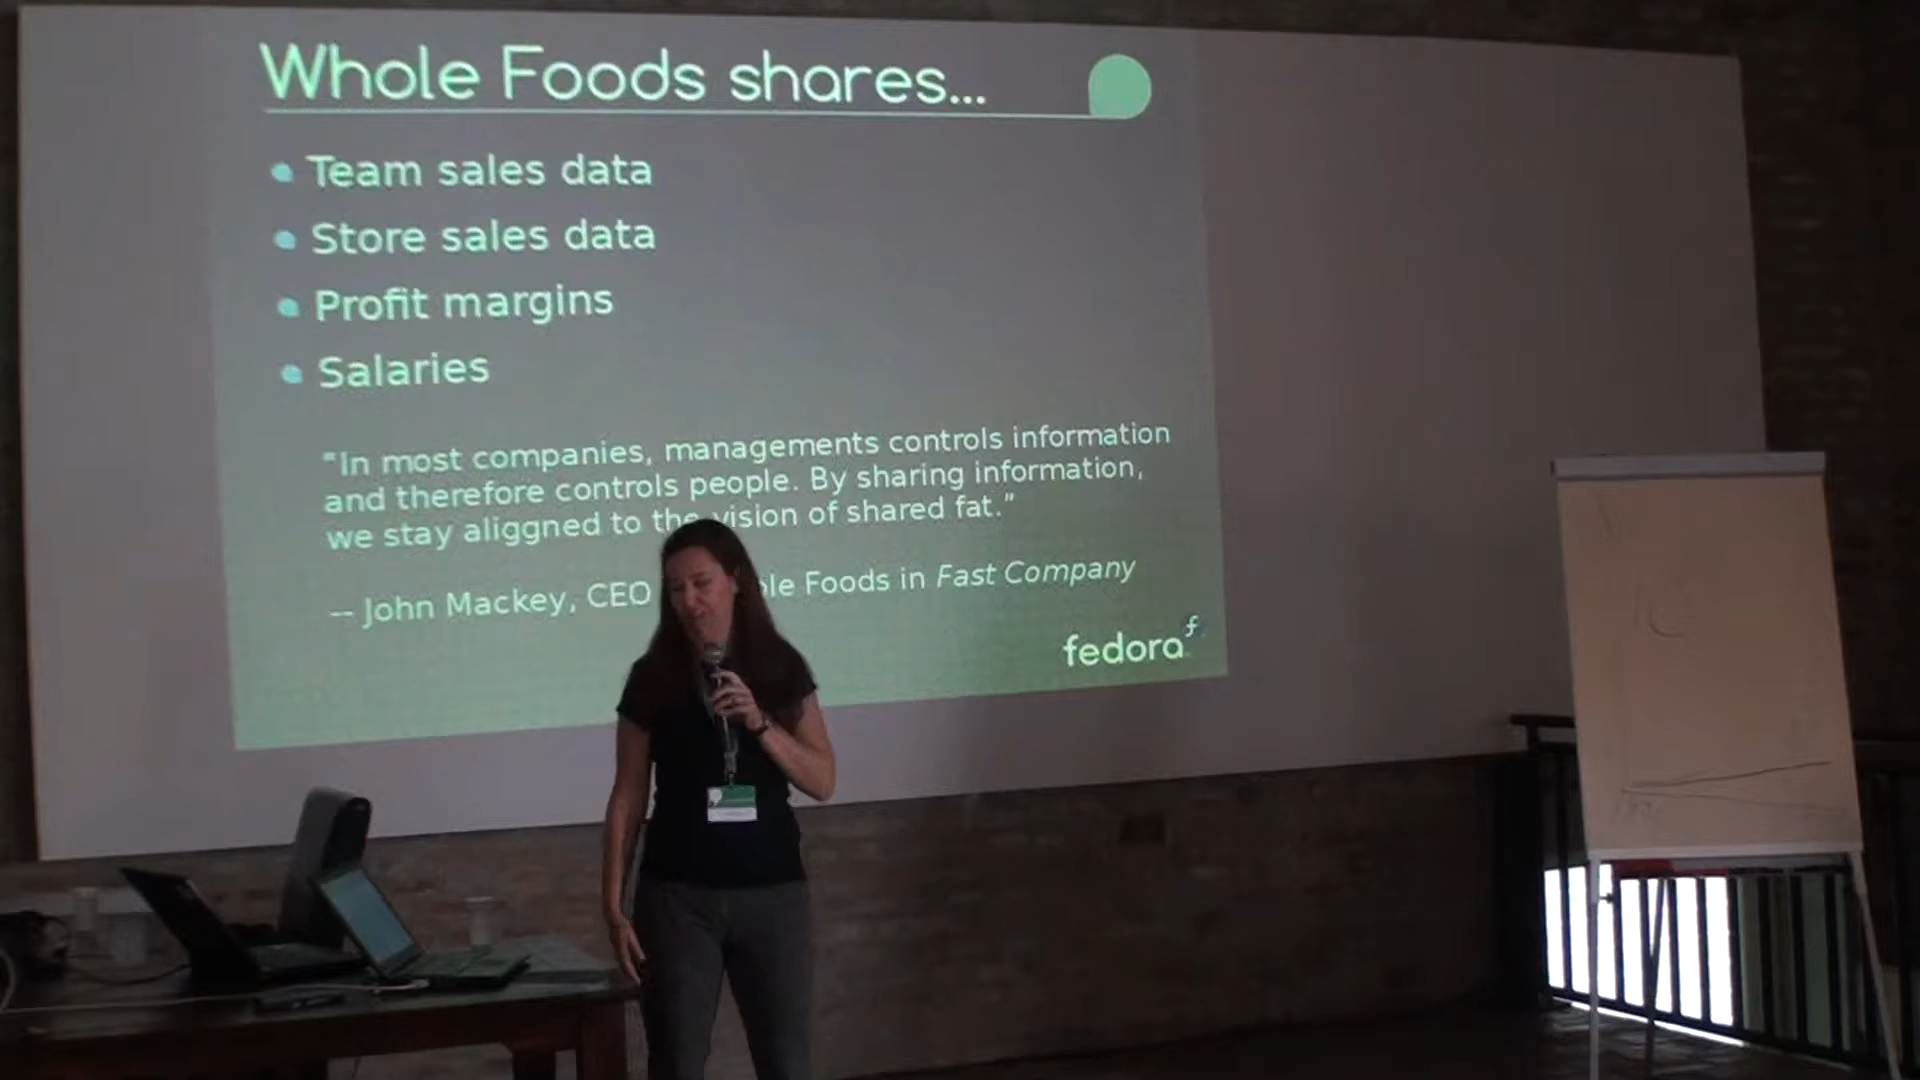 Whole Foods shares...
Team sales data
Store sales data
Profit margins
Salaries
"In most companies, managements controls information
and therefore controls people. By sharing information,
we stay aliggned to the vision of shared fat."
-- John Mackey, CEO ole Foods in Fast Company
fedora f